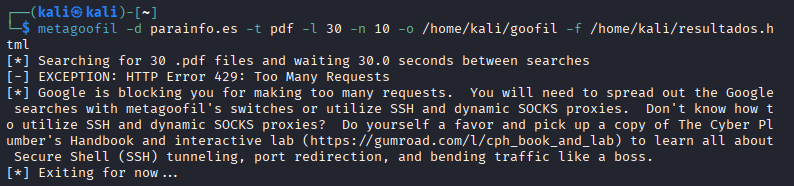 ┌──(kali㉿kali)-[~]
└─$ metagoofil -d parainfo.es -t pdf -l 30 -n 10 -o /home/kali/goofil -f /home/kali/resultados.h
tml
[*] Searching for 30 .pdf files and waiting 30.0 seconds between searches
[-] EXCEPTION: HTTP Error 429: Too Many Requests
[*] Google is blocking you for making too many requests.  You will need to spread out the Google
 searches with metagoofil's switches or utilize SSH and dynamic SOCKS proxies.  Don't know how t
o utilize SSH and dynamic SOCKS proxies?  Do yourself a favor and pick up a copy of The Cyber Pl
umber's Handbook and interactive lab (https://gumroad.com/l/cph_book_and_lab) to learn all about
 Secure Shell (SSH) tunneling, port redirection, and bending traffic like a boss.
[*] Exiting for now...